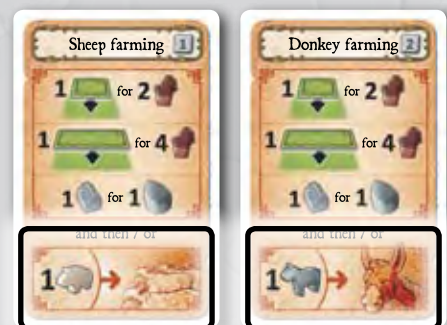 Sheep farming 1
1 for 2
1 for 4
1 for 1
and then / or
1
Donkey farming 2
1 for 2
1 for 4
1 for 1
and then / or
1